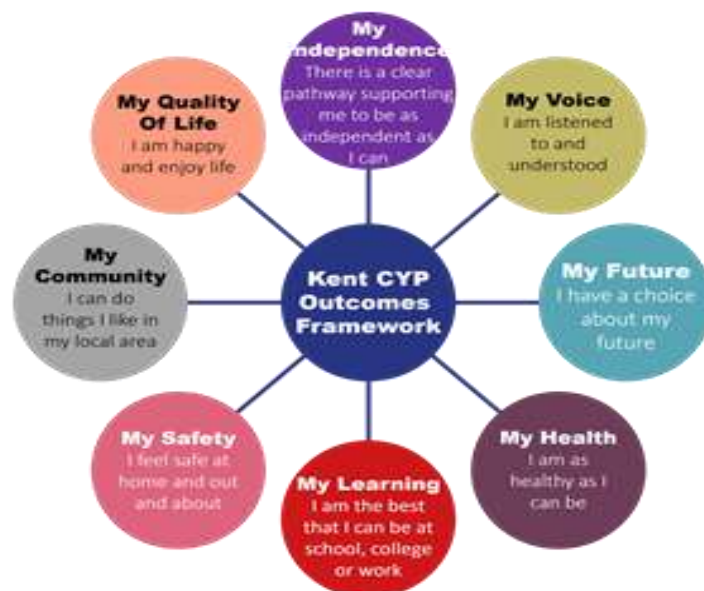 My
Independence
There is a clear
pathway supporting
me to be as
independent as
I can
My Voice
I am listened
to and
understood
My Future
I have a choice
about my
future
My Health
I am as
healthy as I
can be
My Learning
I am the best
that I can be at
school, college
or work
My Safety
I feel safe at
home and out
and about
My
Community
I can do
things I like in
my local area
My Quality
Of Life
I am happy
and enjoy life
Kent CYP
Outcomes
Framework